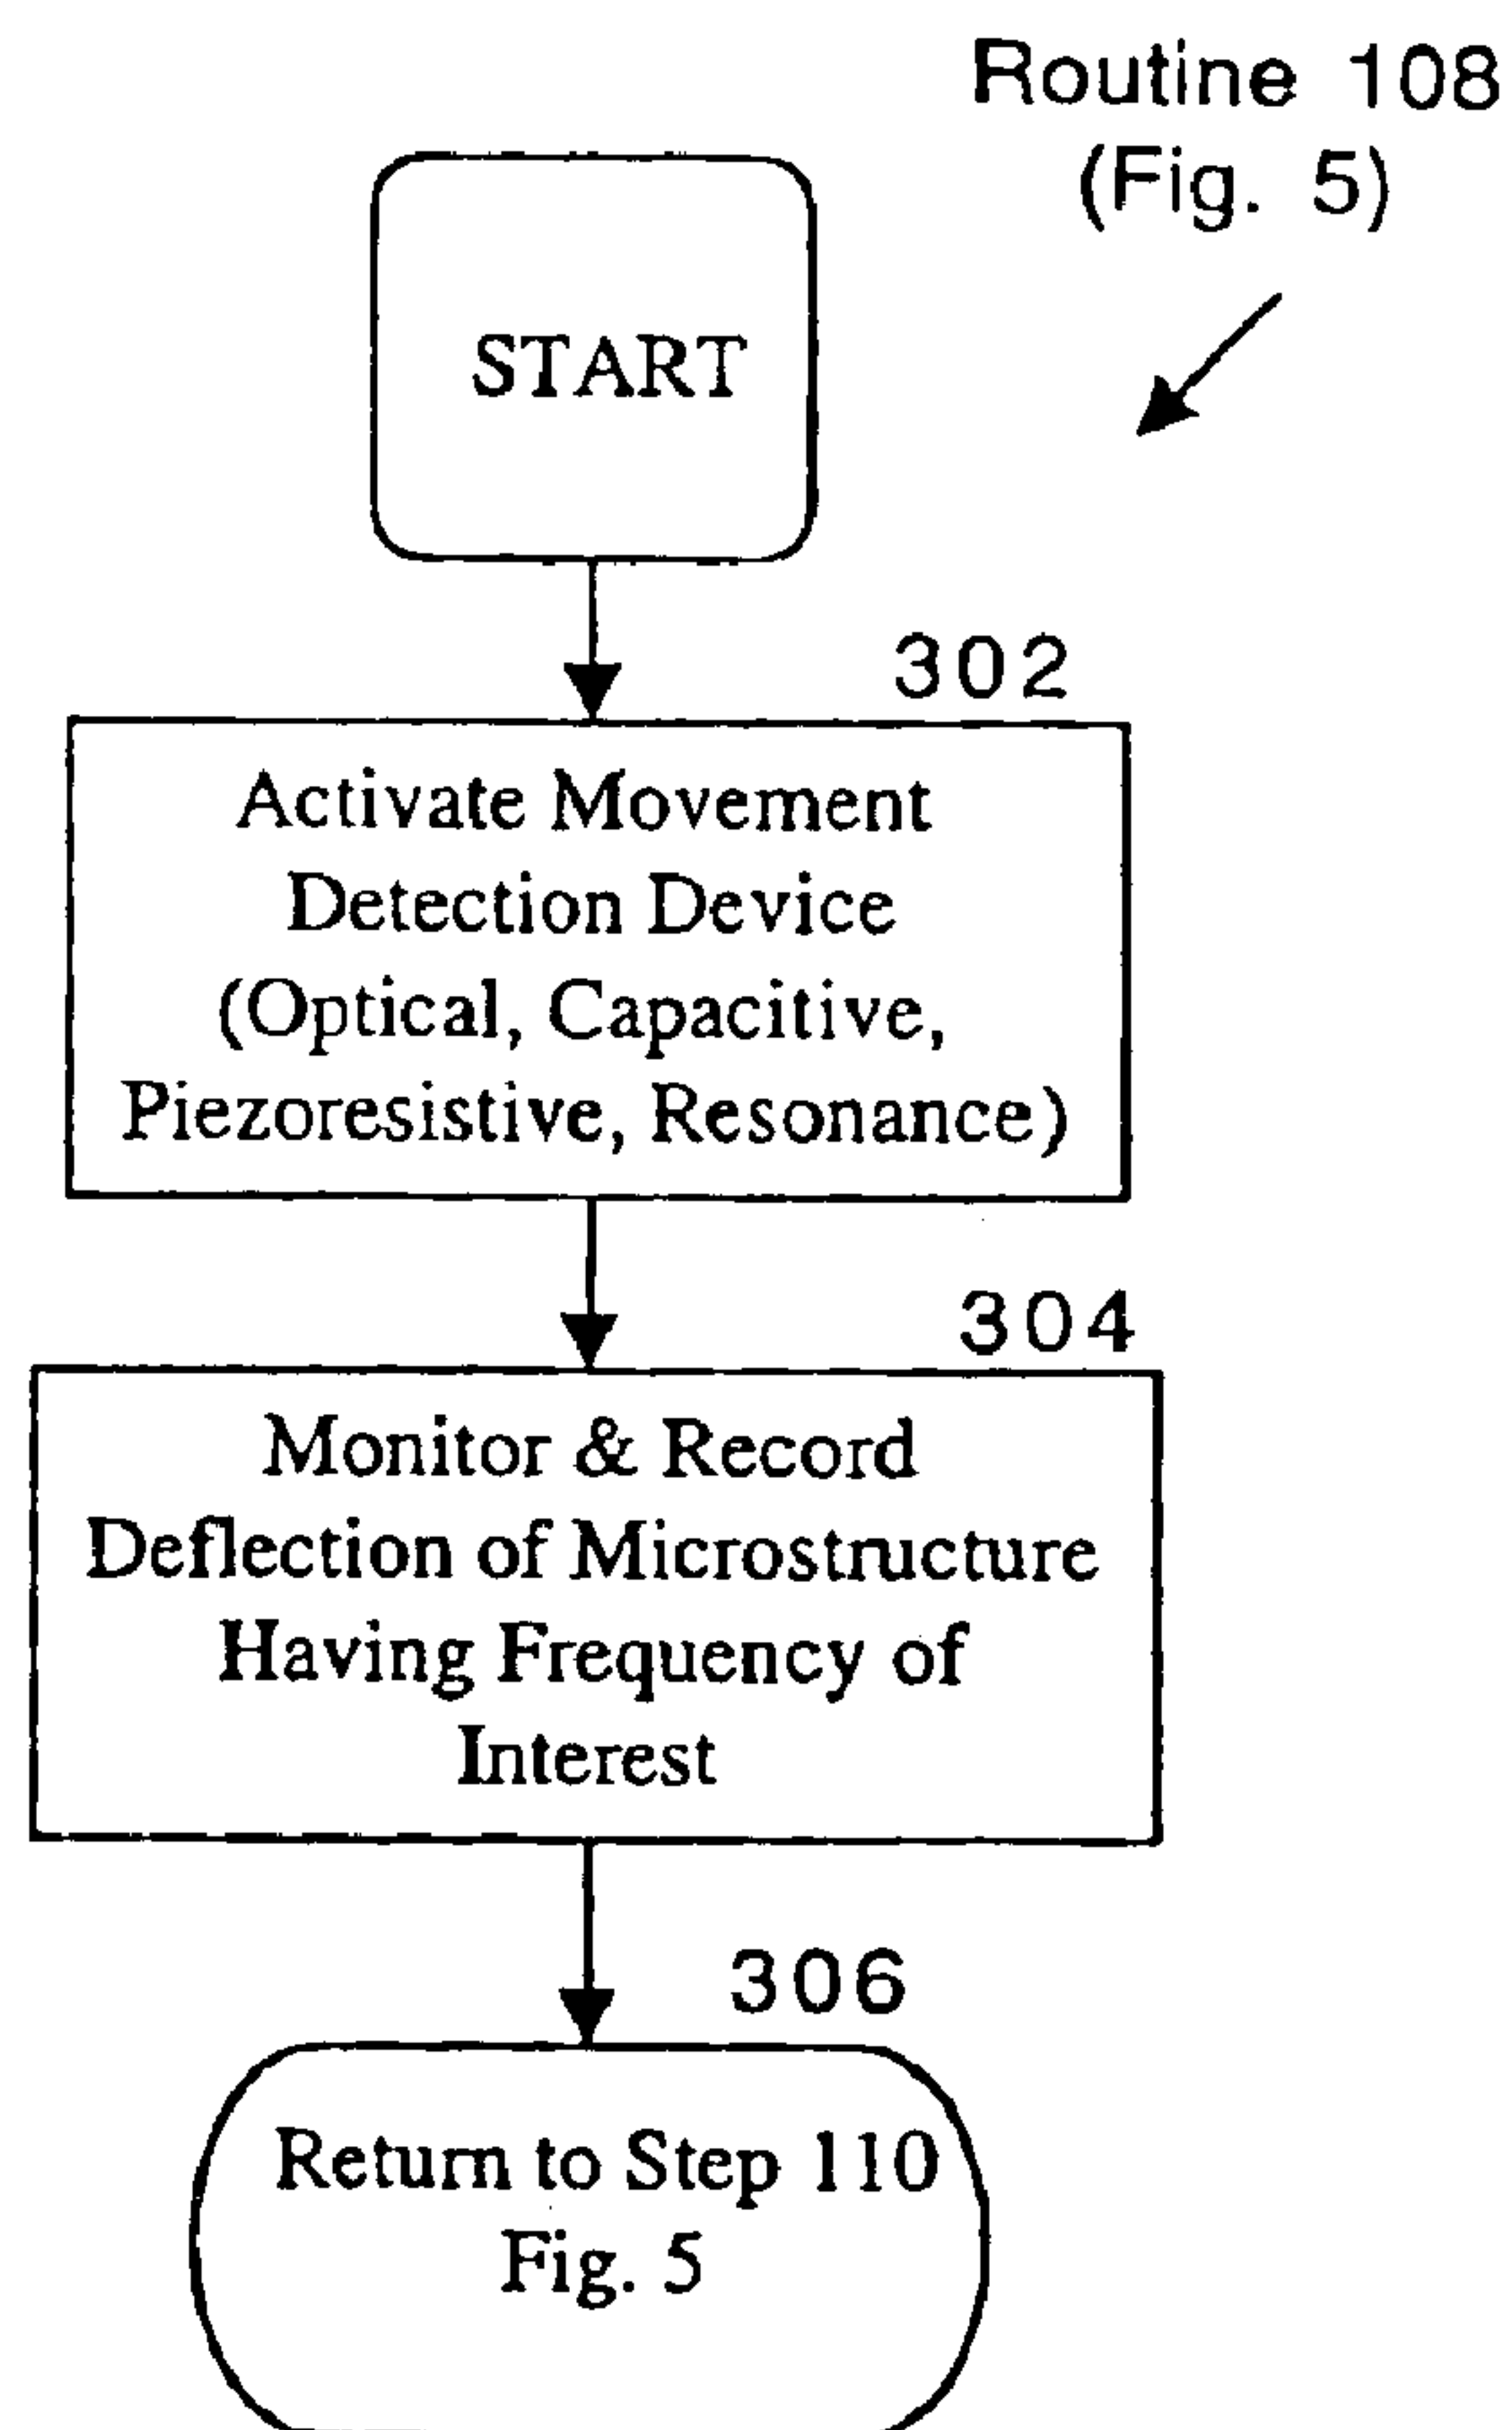 Routine 108
(Fig. 5)
START
302
Activate Movement
Detection Device
(Optical, Capacitive,
Piezoresistive, Resonance)
304
Monitor & Record
Deflection of Microstructure
Having Frequency of
Interest
306
Return to Step 110
Fig. 5